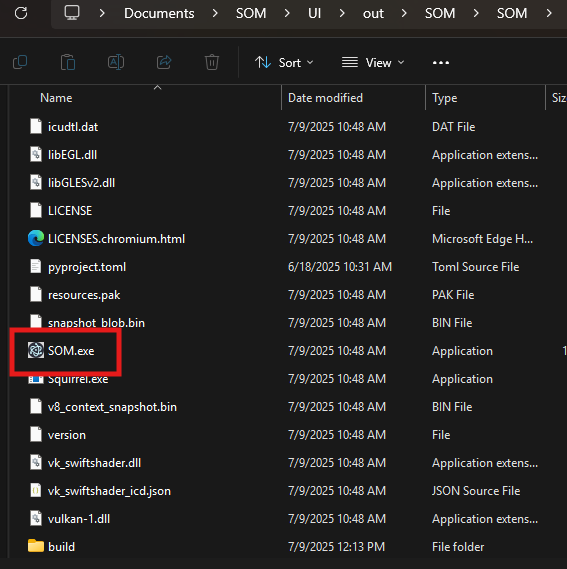 Documents SOM UI out SOM SOM
Sort View
Name Date modified Type
icudtl.dat 7/9/2025 10:48 AM DAT File
libEGL.dll 7/9/2025 10:48 AM Application extens...
libGLESv2.dll 7/9/2025 10:48 AM Application extens...
LICENSE 7/9/2025 10:48 AM File
LICENSES.chromium.html 7/9/2025 10:48 AM Microsoft Edge H...
pyproject.toml 6/18/2025 10:31 AM Toml Source File
resources.pak 7/9/2025 10:48 AM PAK File
snapshot_blob.bin 7/9/2025 10:48 AM BIN File
SOM.exe 7/9/2025 10:48 AM Application 1
Squirrel.exe 7/9/2025 10:48 AM Application
v8_context_snapshot.bin 7/9/2025 10:48 AM BIN File
version 7/9/2025 10:48 AM File
vk_swiftshader.dll 7/9/2025 10:48 AM Application extens...
vk_swiftshader_icd.json 7/9/2025 10:48 AM JSON Source File
vulkan-1.dll 7/9/2025 10:48 AM Application extens...
build 7/9/2025 12:13 PM File folder